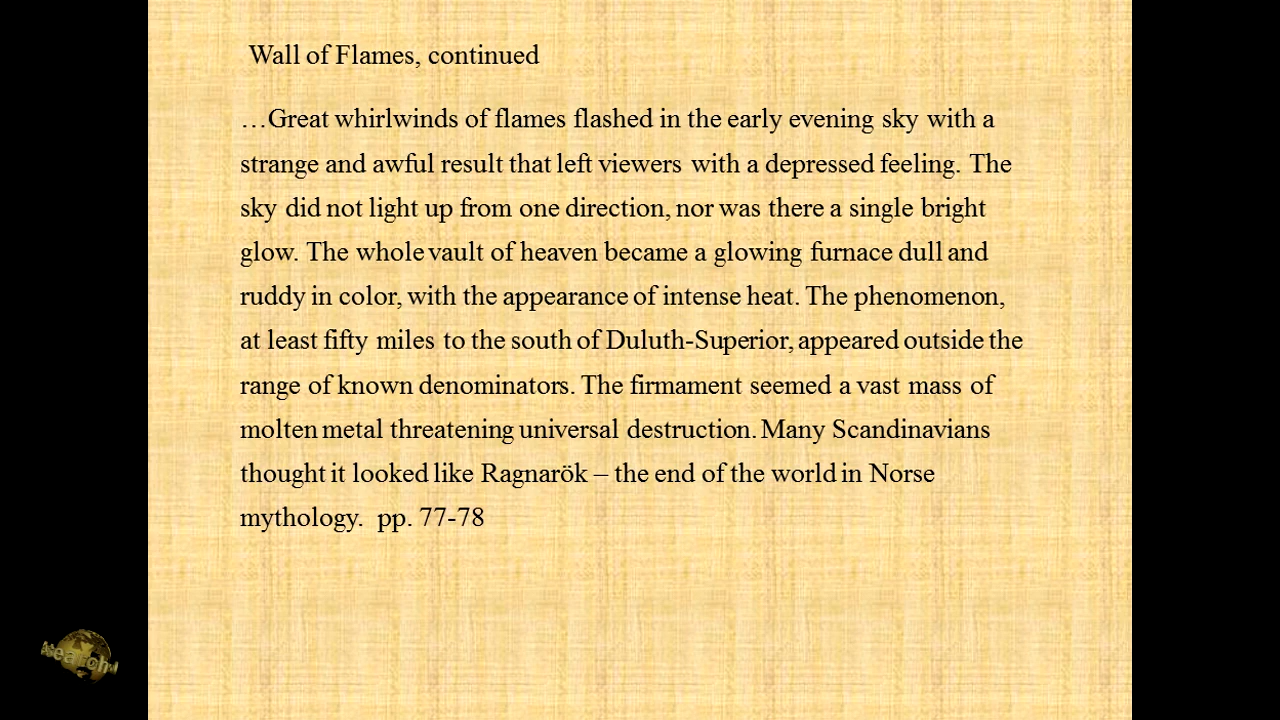 Wall of Flames, continued
…Great whirlwinds of flames flashed in the early evening sky with a
strange and awful result that left viewers with a depressed feeling. The
sky did not light up from one direction, nor was there a single bright
glow. The whole vault of heaven became a glowing furnace dull and
ruddy in color, with the appearance of intense heat. The phenomenon,
at least fifty miles to the south of Duluth-Superior, appeared outside the
range of known denominators. The firmament seemed a vast mass of
molten metal threatening universal destruction. Many Scandinavians
thought it looked like Ragnarök – the end of the world in Norse
mythology. pp. 77-78